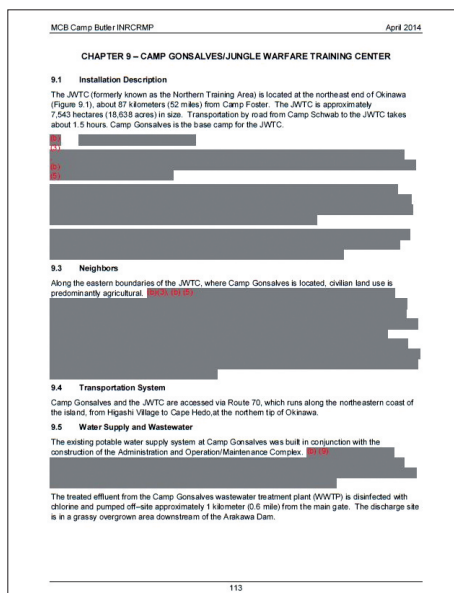 MCB Camp Butler INRCRMP April 2014
CHAPTER 9 – CAMP GONSALVES/JUNGLE WARFARE TRAINING CENTER
9.1 Installation Description
The JWTC (formerly known as the Northern Training Area) is located at the northeast end of Okinawa
(Figure 9.1), about 87 kilometers (52 miles) from Camp Foster. The JWTC is approximately
7,543 hectares (18,638 acres) in size. Transportation by road from Camp Schwab to the JWTC takes
about 1.5 hours. Camp Gonsalves is the base camp for the JWTC.
(b)
(3)
(b)
(5)
9.3 Neighbors
Along the eastern boundaries of the JWTC, where Camp Gonsalves is located, civilian land use is
predominantly agricultural. (b)(3), (b) (5)
9.4 Transportation System
Camp Gonsalves and the JWTC are accessed via Route 70, which runs along the northeastern coast of
the island, from Higashi Village to Cape Hedo,at the northern tip of Okinawa.
9.5 Water Supply and Wastewater
The existing potable water supply system at Camp Gonsalves was built in conjunction with the
construction of the Administration and Operation/Maintenance Complex.
The treated effluent from the Camp Gonsalves wastewater treatment plant (WWTP) is disinfected with
chlorine and pumped off–site approximately 1 kilometer (0.6 mile) from the main gate. The discharge site
is in a grassy overgrown area downstream of the Arakawa Dam.
113